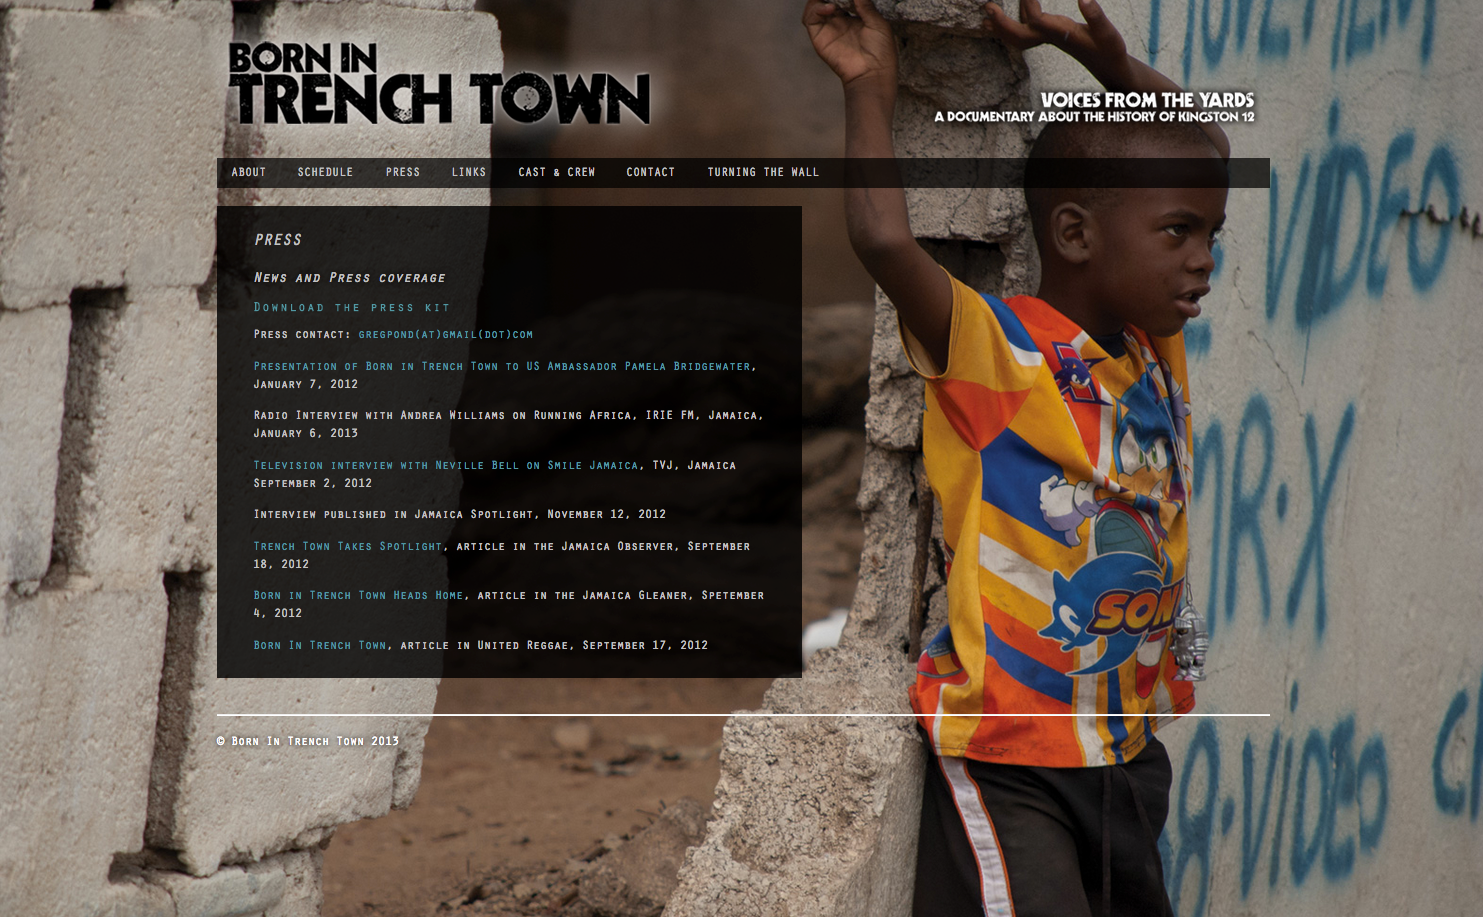 BORN IN
TRENCH TOWN
VOICES FROM THE YARDS
A DOCUMENTARY ABOUT THE HISTORY OF KINGSTON 12
ABOUT SCHEDULE PRESS LINKS CAST & CREW CONTACT TURNING THE WALL
PRESS
News and Press coverage
Download the press kit
Press contact: gregpond(at)gmail(dot)com
Presentation of Born in Trench Town to US Ambassador Pamela Bridgewater,
January 7, 2012
Radio Interview with Andrea Williams on Running Africa, IRIE FM, Jamaica,
January 6, 2013
Television interview with Neville Bell on Smile Jamaica, TVJ, Jamaica
September 2, 2012
Interview published in Jamaica Spotlight, November 12, 2012
Trench Town Takes Spotlight, article in the Jamaica Observer, September
18, 2012
Born in Trench Town Heads Home, article in the Jamaica Gleaner, Spetember
4, 2012
Born In Trench Town, article in United Reggae, September 17, 2012
© Born In Trench Town 2013
VIDEO
MR·X
VIDEO